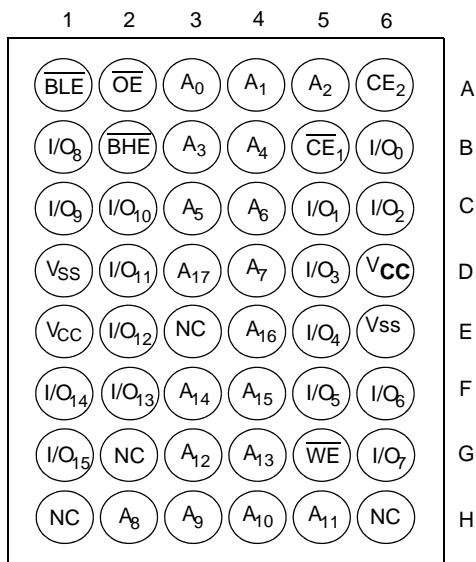 1 2 3 4 5 6
BLE OE A0 A1 A2 CE2 A
I/O8 BHE A3 A4 CE1 I/O0 B
I/O9 I/O10 A5 A6 I/O1 I/O2 C
VSS I/O11 A17 A7 I/O3 VCC D
VCC I/O12 NC A16 I/O4 Vss E
I/O14 I/O13 A14 A15 I/O5 I/O6 F
I/O15 NC A12 A13 WE I/O7 G
NC A8 A9 A10 A11 NC H